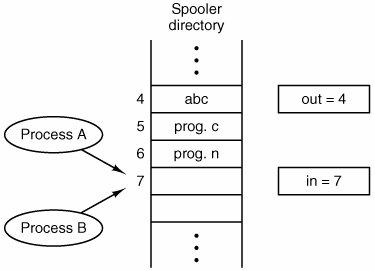 Spooler
directory
4 abc out = 4
5 prog. c
Process A
6 prog. n
7 in = 7
Process B